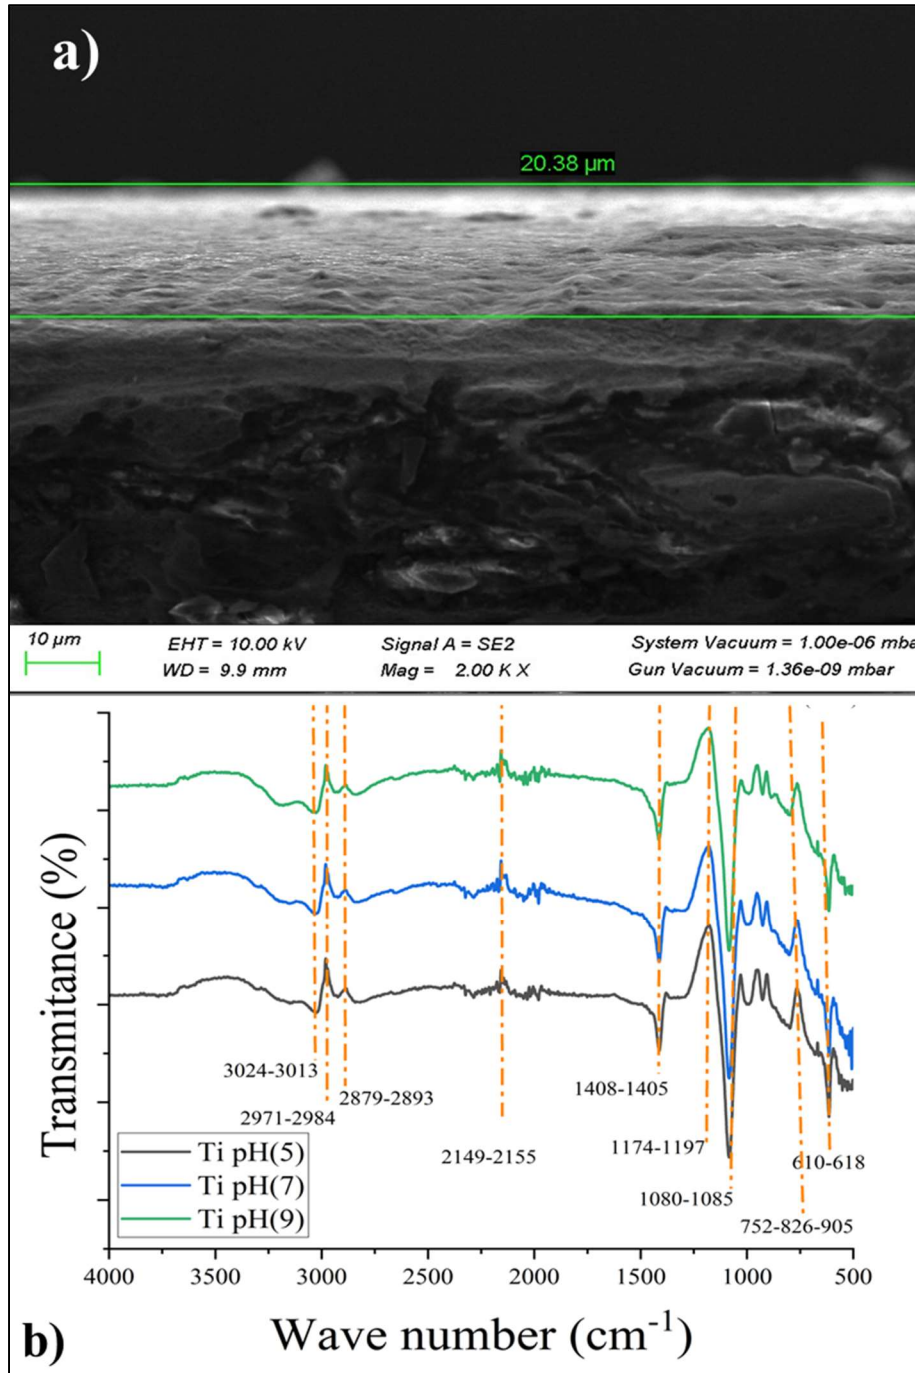 a)
20.38 µm
10 µm
EHT = 10.00 kV
Signal A = SE2
System Vacuum = 1.00e-06 mba
WD = 9.9 mm
Mag = 2.00 K X
Gun Vacuum = 1.36e-09 mbar
Transmitance (%)
3024-3013
2971-2984
2879-2893
2149-2155
1408-1405
1174-1197
1080-1085
610-618
752-826-905
Ti pH(5)
Ti pH(7)
Ti pH(9)
4000 3500 3000 2500 2000 1500 1000 500
Wave number (cm⁻¹)
b)